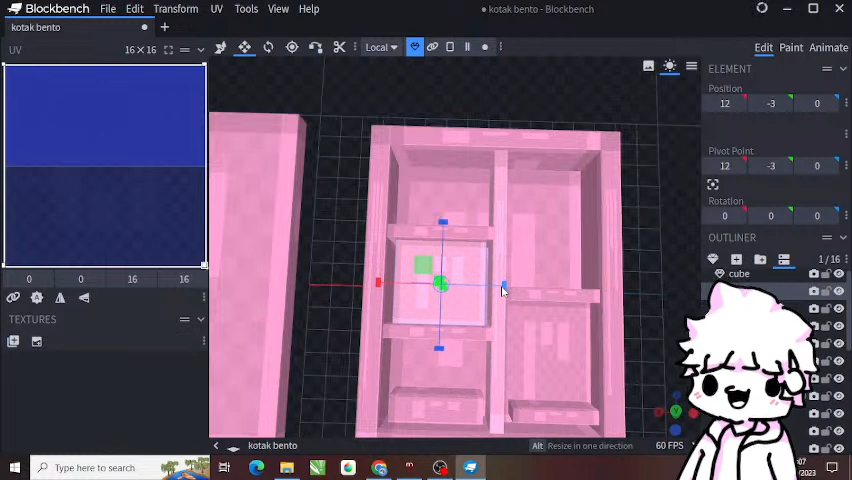 BLOCKBENCH File Edit Transform UV Tools View Help
kotak bento - Blockbench
kotak bento
UV 16 × 16
Local
Edit Paint Animate
ELEMENT
Position
12 -3 0
Pivot Point
12 -3 0
Rotation
0 0 0
OUTLINER
1 / 16
cube
0 0 16 16
TEXTURES
kotak bento
Alt Resize in one direction 60 FPS
Type here to search